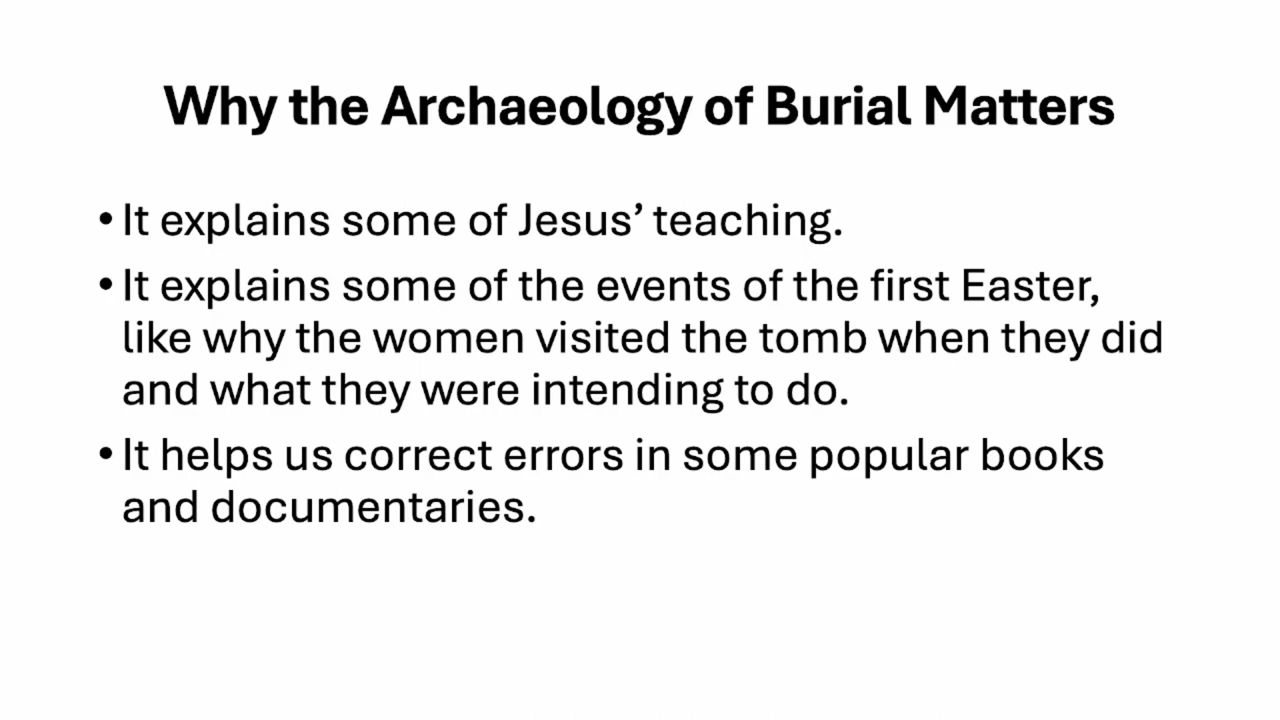 Why the Archaeology of Burial Matters
• It explains some of Jesus’ teaching.
• It explains some of the events of the first Easter,
like why the women visited the tomb when they did
and what they were intending to do.
• It helps us correct errors in some popular books
and documentaries.